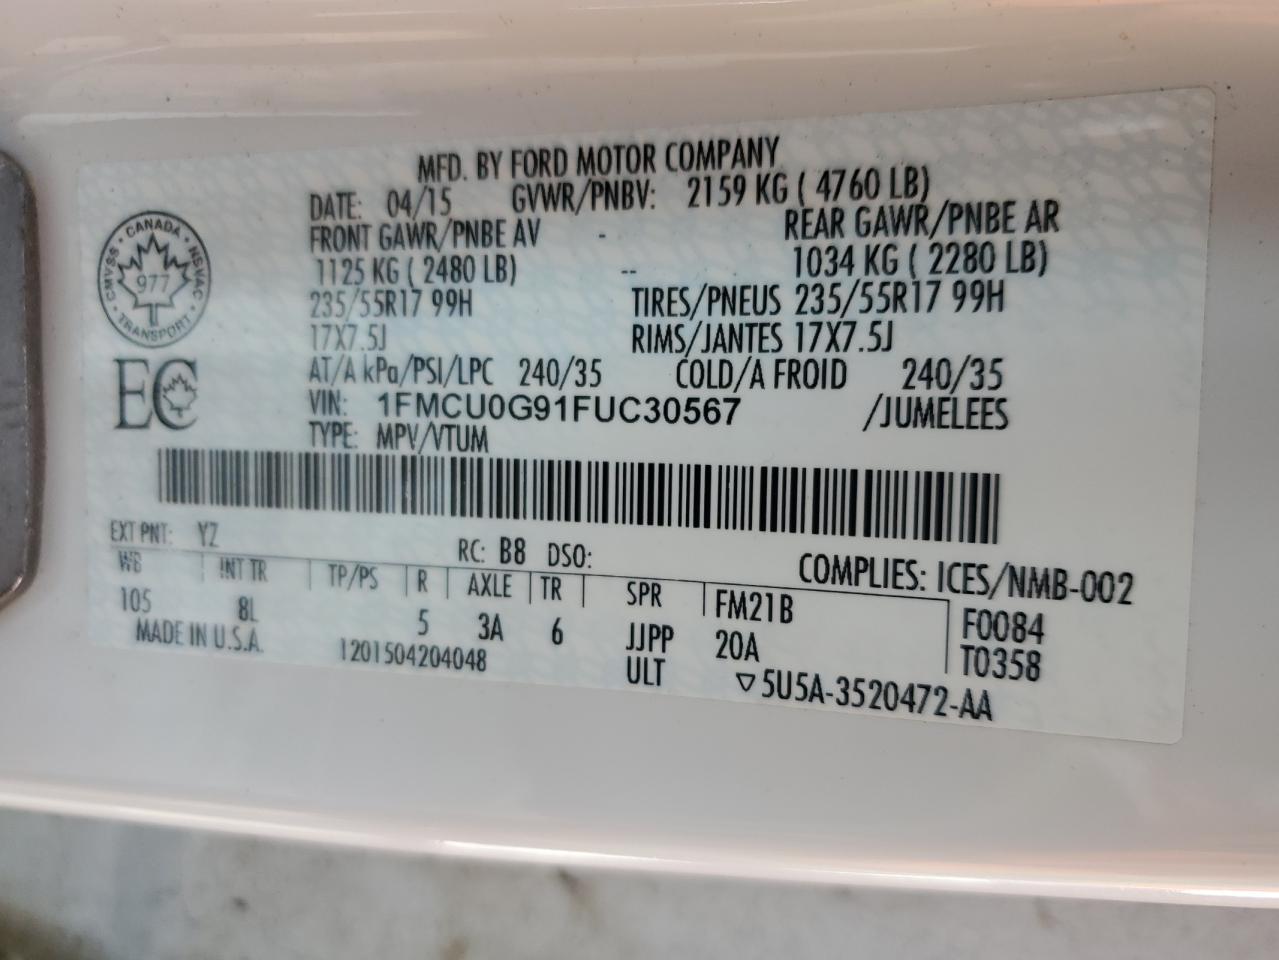 MFD. BY FORD MOTOR COMPANY
DATE: 04/15 GVWR/PNBV: 2159 KG ( 4760 LB)
FRONT GAWR/PNBE AV - REAR GAWR/PNBE AR
1125 KG ( 2480 LB) -- 1034 KG ( 2280 LB)
235/55R17 99H TIRES/PNEUS 235/55R17 99H
17X7.5J RIMS/JANTES 17X7.5J
AT/A kPa/PSI/LPC 240/35 COLD/A FROID 240/35
VIN: 1FMCU0G91FUC30567 /JUMELEES
TYPE: MPV/VTUM
CANADA • NSVAC • TRANSPORT • CMVSS •
977
EC
EXT PNT: YZ RC: B8 DSO: COMPLIES: ICES/NMB-002
WB INT TR TP/PS R AXLE TR SPR FM21B F0084
105 8L 5 3A 6 JJPP 20A T0358
MADE IN U.S.A. 1201504204048 ULT ▽5U5A-3520472-AA